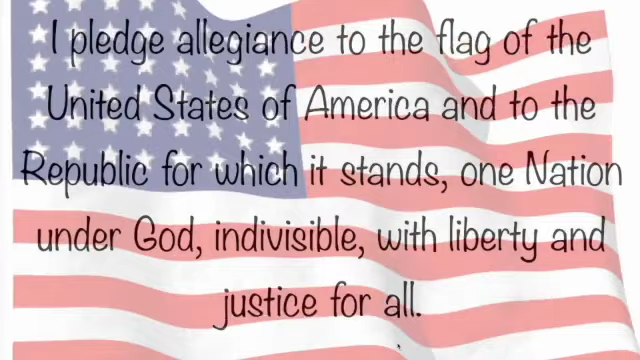 I pledge allegiance to the flag of the
United States of America and to the
Republic for which it stands, one Nation
under God, indivisible, with liberty and
justice for all.